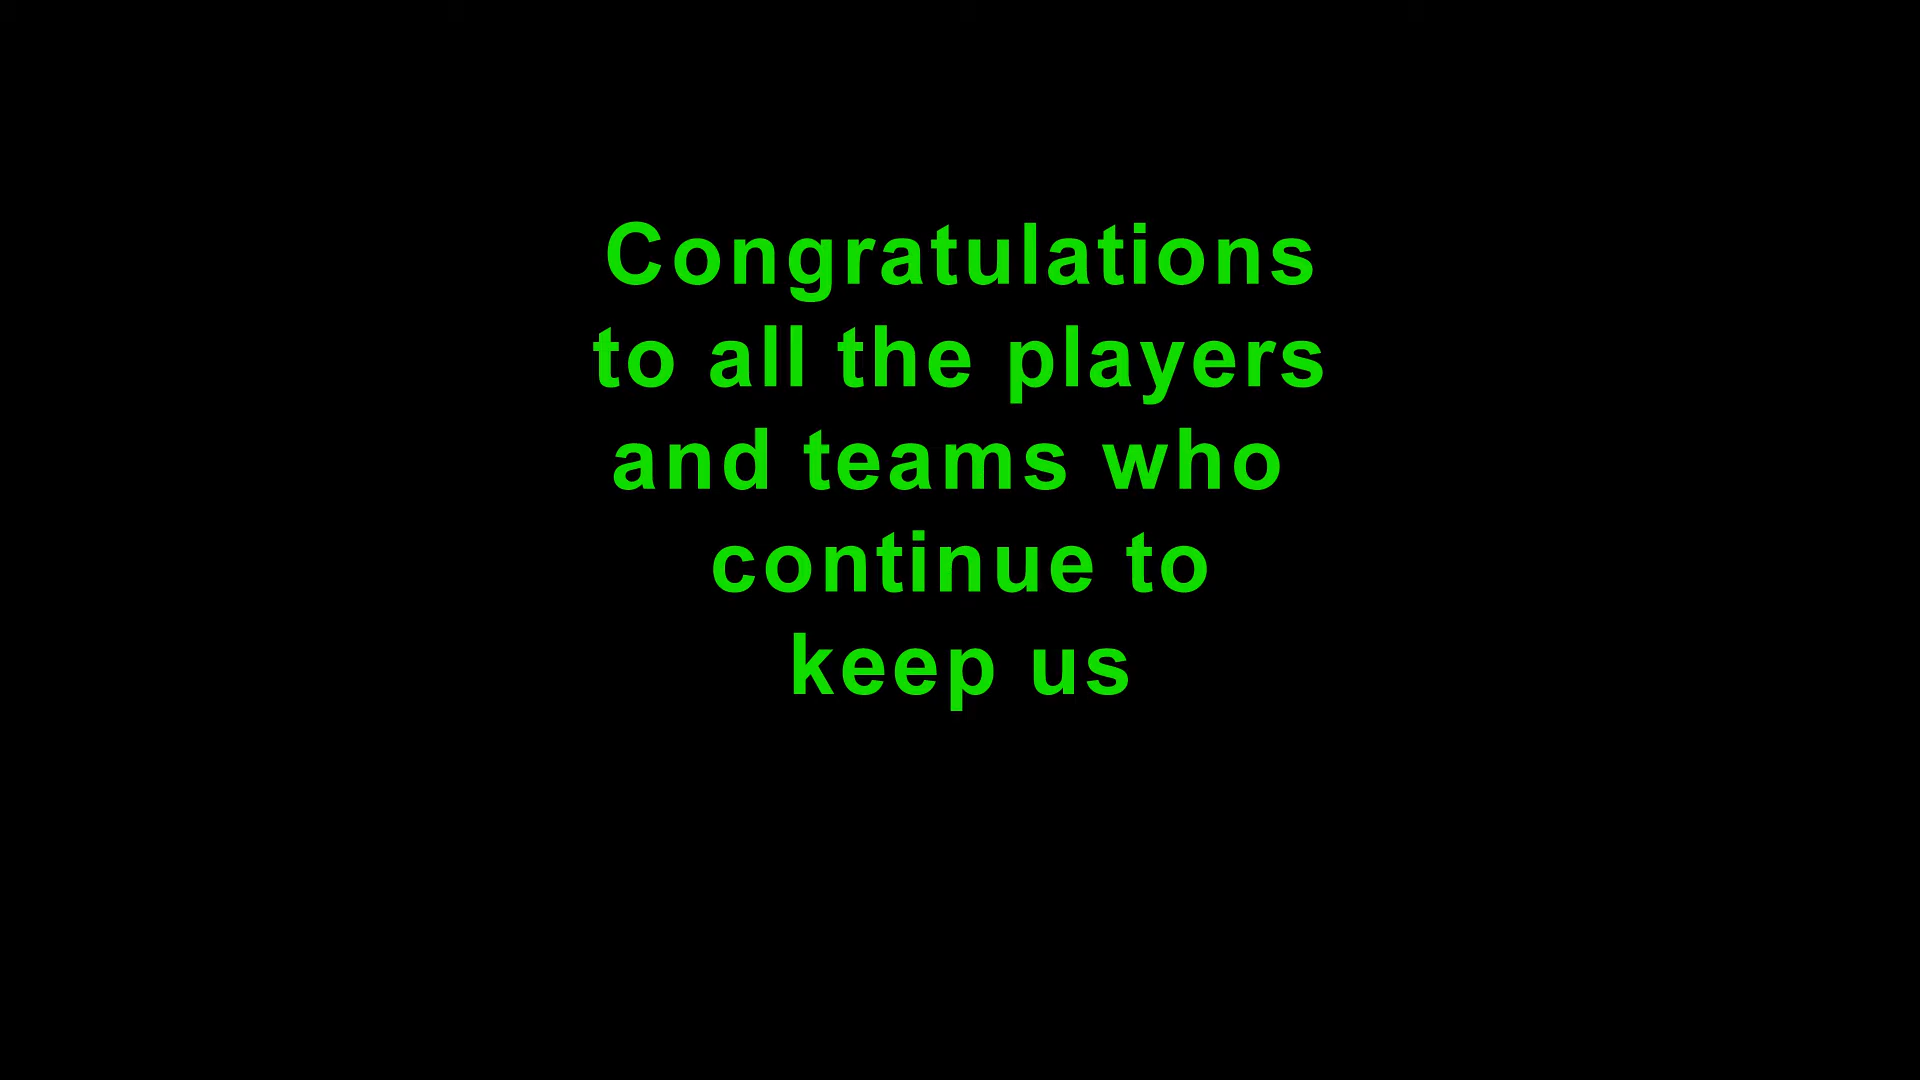 Congratulations
to all the players
and teams who
continue to
keep us